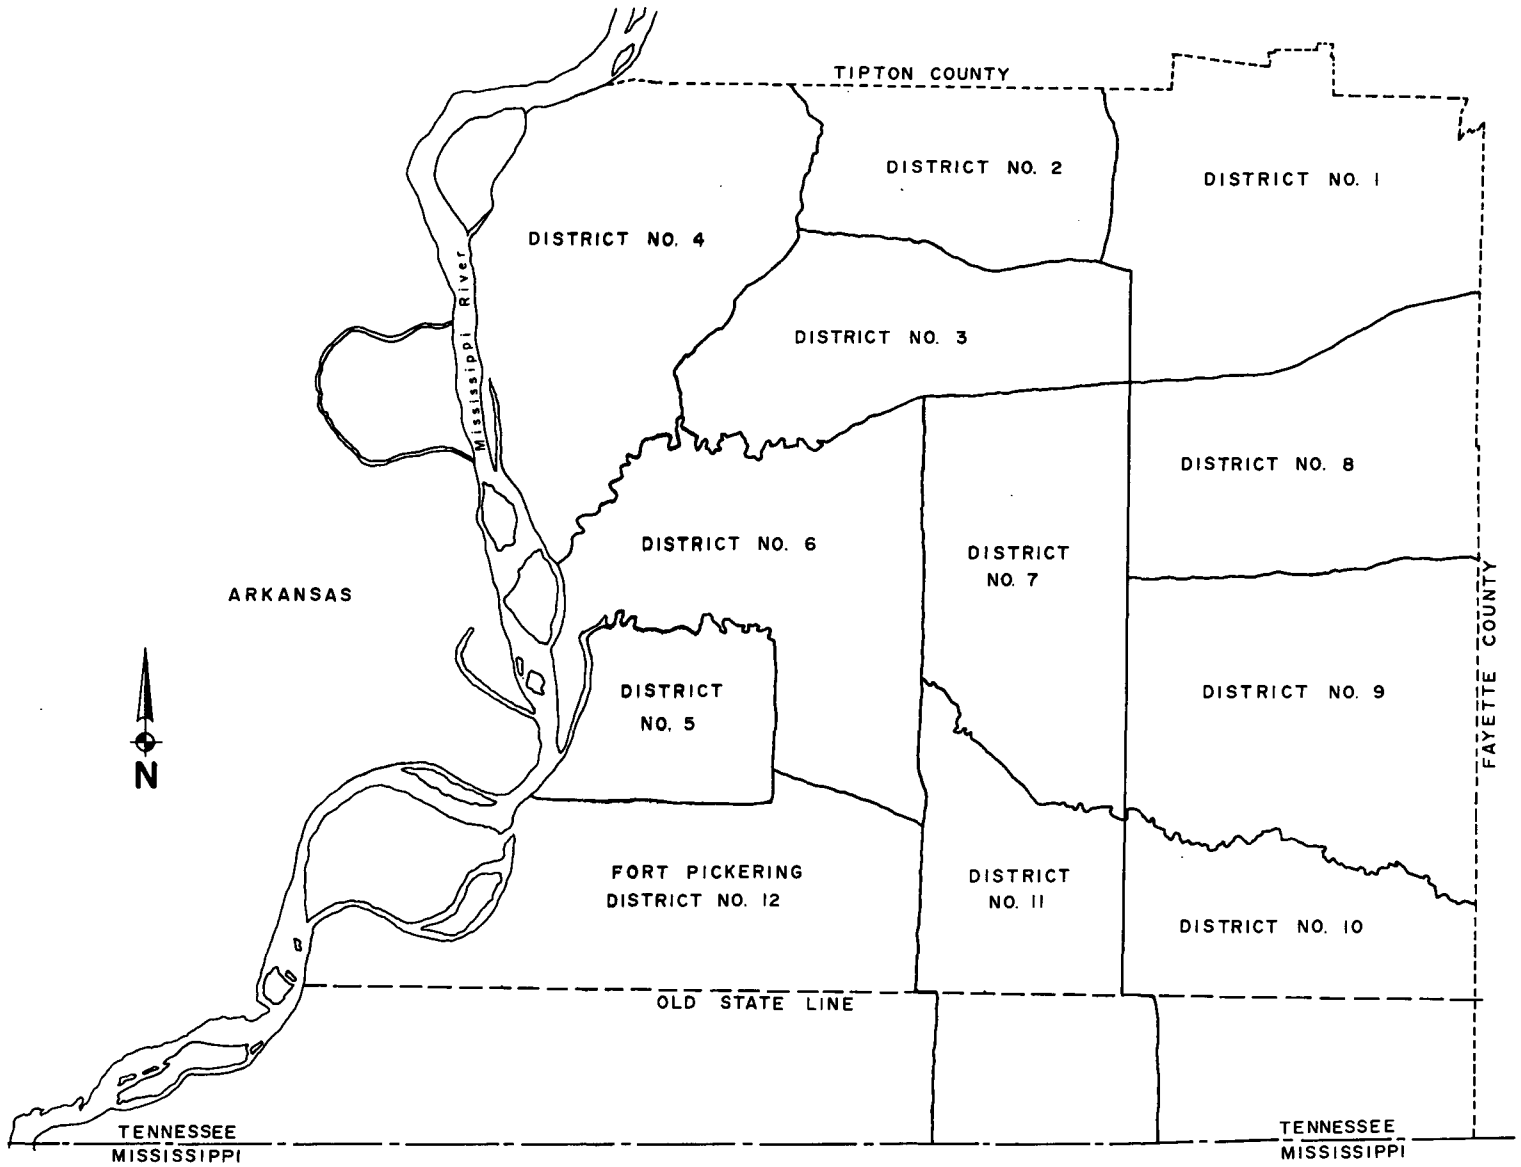 TIPTON COUNTY
DISTRICT NO. 2
DISTRICT NO. 1
DISTRICT NO. 4
Mississippi River
DISTRICT NO. 3
DISTRICT NO. 8
DISTRICT NO. 6
DISTRICT
NO. 7
ARKANSAS
FAYETTE COUNTY
DISTRICT
NO. 5
DISTRICT NO. 9
N
FORT PICKERING
DISTRICT NO. 12
DISTRICT
NO. 11
DISTRICT NO. 10
OLD STATE LINE
TENNESSEE
MISSISSIPPI
TENNESSEE
MISSISSIPPI